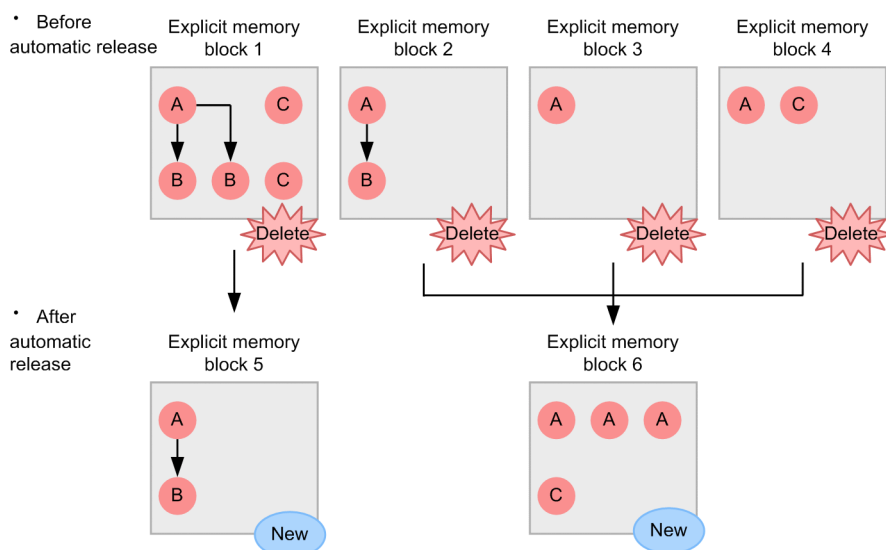 • Before
automatic release
Explicit memory
block 1
Explicit memory
block 2
Explicit memory
block 3
Explicit memory
block 4
A C A A A C
B B C B
Delete Delete Delete Delete
• After
automatic
release
Explicit memory
block 5
Explicit memory
block 6
A A A A
B C
New New